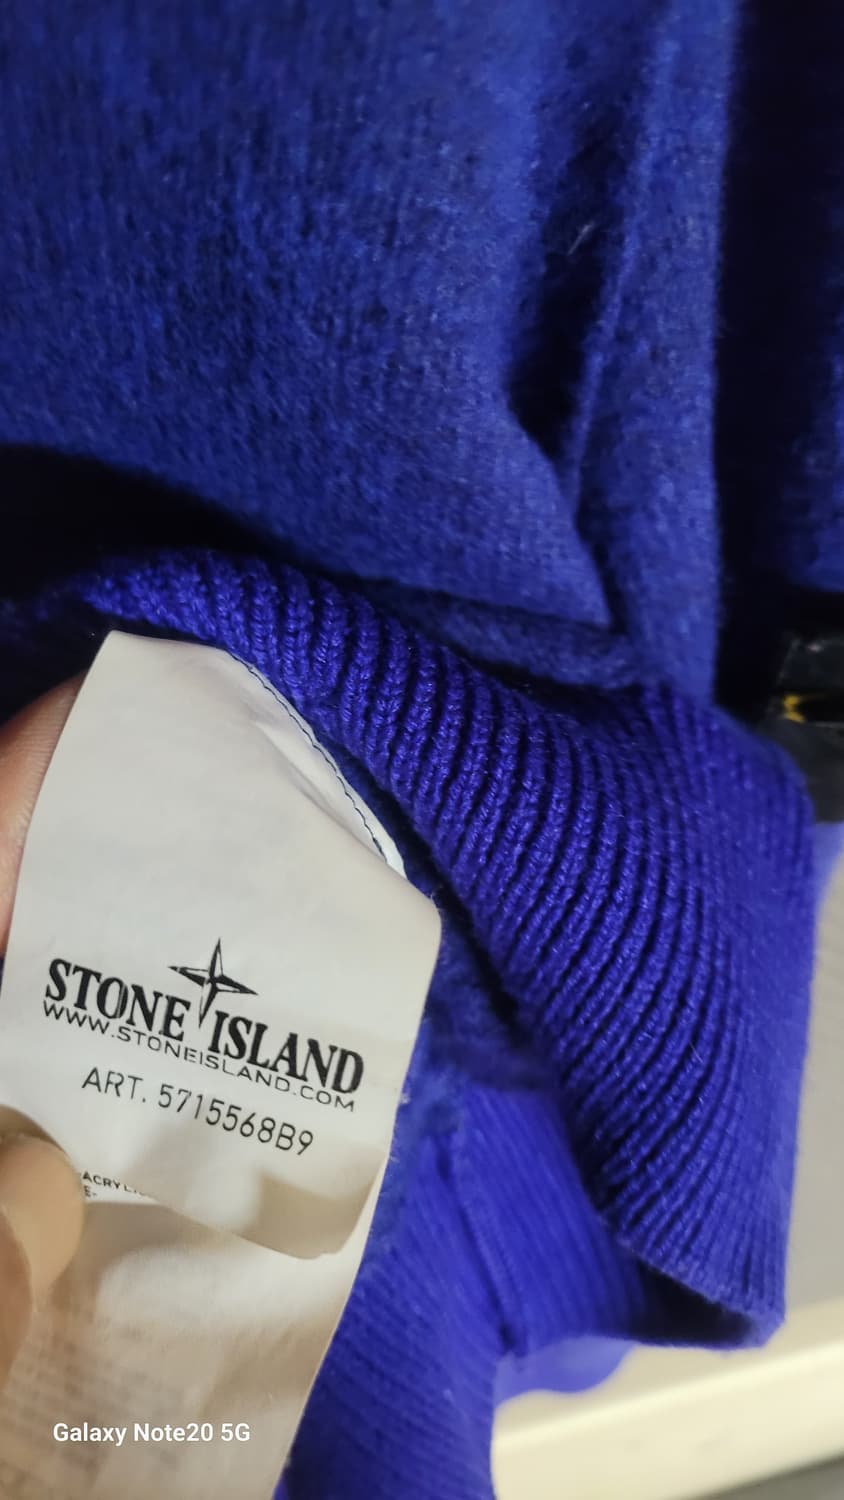 STONE ISLAND
WWW.STONEISLAND.COM
ART. 5715568B9
Galaxy Note20 5G